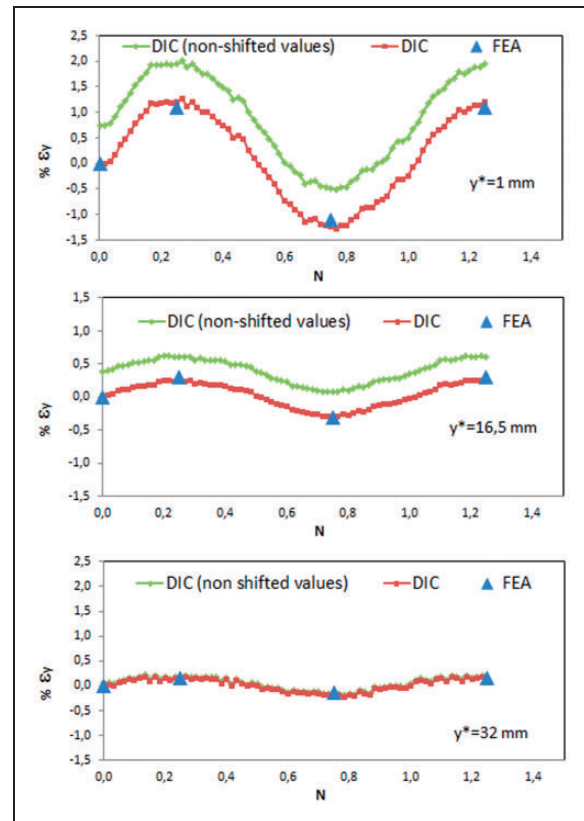 DIC (non-shifted values) DIC FEA
% εy
2,5
2,0
1,5
1,0
0,5
0,0
-0,5
-1,0
-1,5
y*=1 mm
0,0 0,2 0,4 0,6 0,8 1,0 1,2 1,4
N
DIC (non-shifted values) DIC FEA
% εy
1,5
1,0
0,5
0,0
-0,5
-1,0
-1,5
y*=16,5 mm
0,0 0,2 0,4 0,6 0,8 1,0 1,2 1,4
N
DIC (non shifted values) DIC FEA
% εy
2,5
2,0
1,5
1,0
0,5
0,0
-0,5
-1,0
-1,5
y*=32 mm
0,0 0,2 0,4 0,6 0,8 1,0 1,2 1,4
N